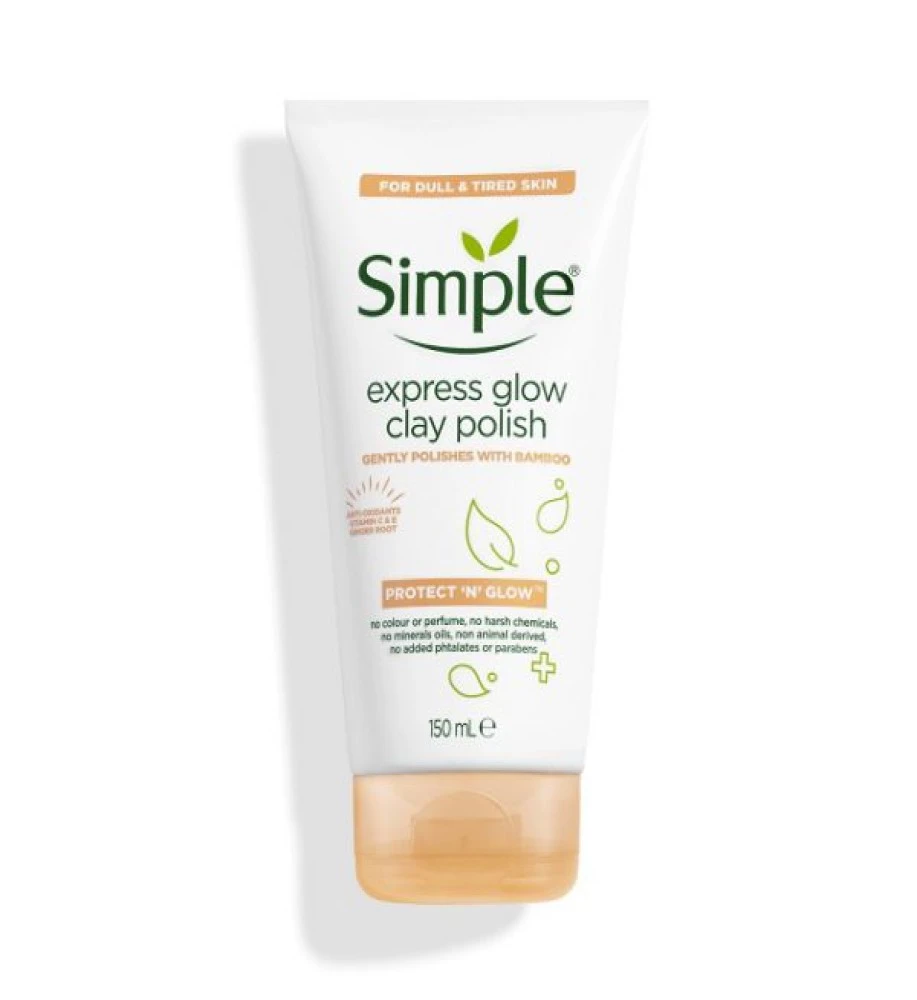 FOR DULL & TIRED SKIN
Simple®
express glow
clay polish
GENTLY POLISHES WITH BAMBOO
ANTI-OXIDANTS
VITAMIN C & E
GINGER ROOT
PROTECT 'N' GLOW™
no colour or perfume, no harsh chemicals,
no minerals oils, non animal derived,
no added phtalates or parabens
150 mL ℮